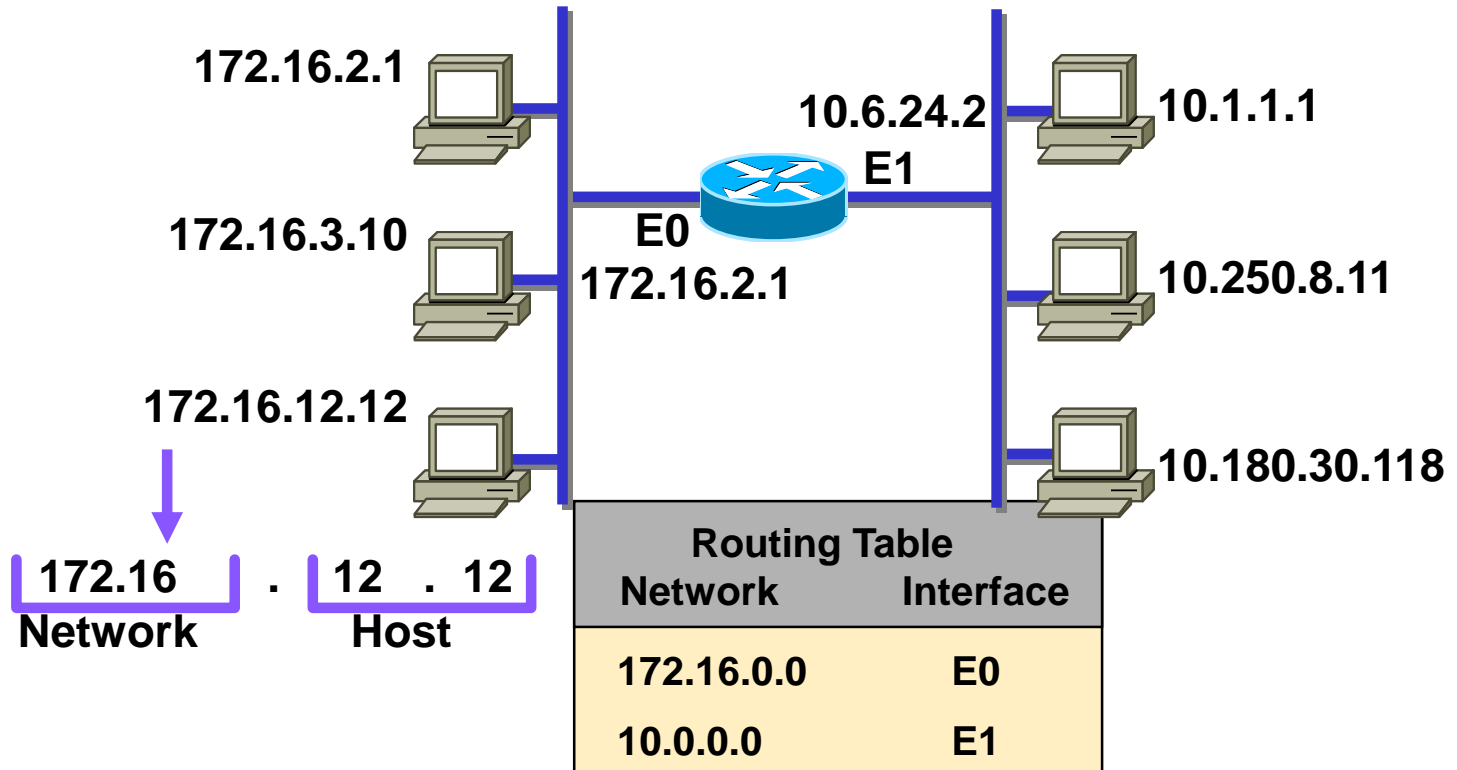 172.16.2.1
10.6.24.2
10.1.1.1
E1
172.16.3.10
E0
172.16.2.1
10.250.8.11
172.16.12.12
10.180.30.118
172.16 . 12 . 12
Network Host
Routing Table
Network Interface
172.16.0.0 E0
10.0.0.0 E1